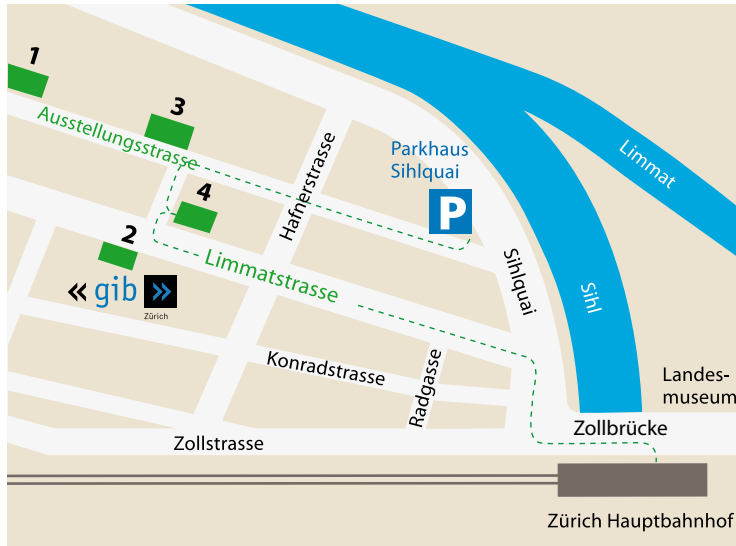 1
3
Ausstellungsstrasse
Parkhaus
Sihlquai
P
Limmat
4
Hafnerstrasse
2
Limmatstrasse
Sihlquai
Sihl
« gib »
Zürich
Konradstrasse
Radgasse
Landes-
museum
Zollbrücke
Zollstrasse
Zürich Hauptbahnhof